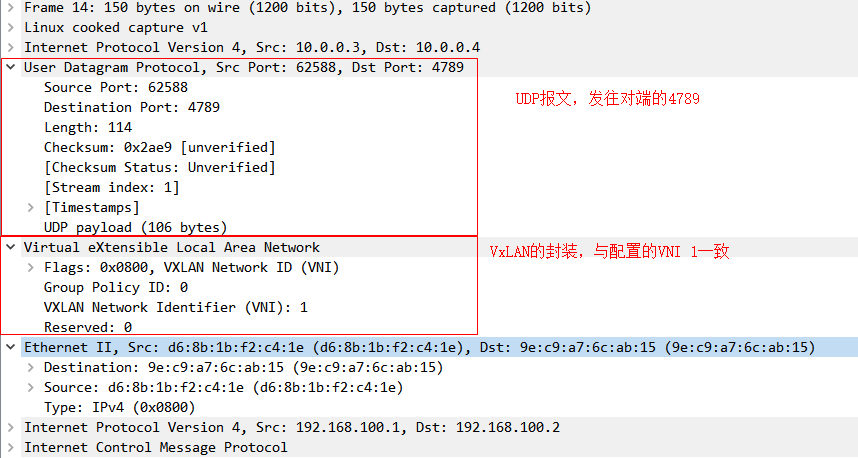 Frame 14: 150 bytes on wire (1200 bits), 150 bytes captured (1200 bits)
Linux cooked capture v1
Internet Protocol Version 4, Src: 10.0.0.3, Dst: 10.0.0.4
User Datagram Protocol, Src Port: 62588, Dst Port: 4789
Source Port: 62588
UDP报文，发往对端的4789
Destination Port: 4789
Length: 114
Checksum: 0x2ae9 [unverified]
[Checksum Status: Unverified]
[Stream index: 1]
[Timestamps]
UDP payload (106 bytes)
Virtual eXtensible Local Area Network
VxLAN的封装，与配置的VNI 1一致
Flags: 0x0800, VXLAN Network ID (VNI)
Group Policy ID: 0
VXLAN Network Identifier (VNI): 1
Reserved: 0
Ethernet II, Src: d6:8b:1b:f2:c4:1e (d6:8b:1b:f2:c4:1e), Dst: 9e:c9:a7:6c:ab:15 (9e:c9:a7:6c:ab:15)
Destination: 9e:c9:a7:6c:ab:15 (9e:c9:a7:6c:ab:15)
Source: d6:8b:1b:f2:c4:1e (d6:8b:1b:f2:c4:1e)
Type: IPv4 (0x0800)
Internet Protocol Version 4, Src: 192.168.100.1, Dst: 192.168.100.2
Internet Control Message Protocol